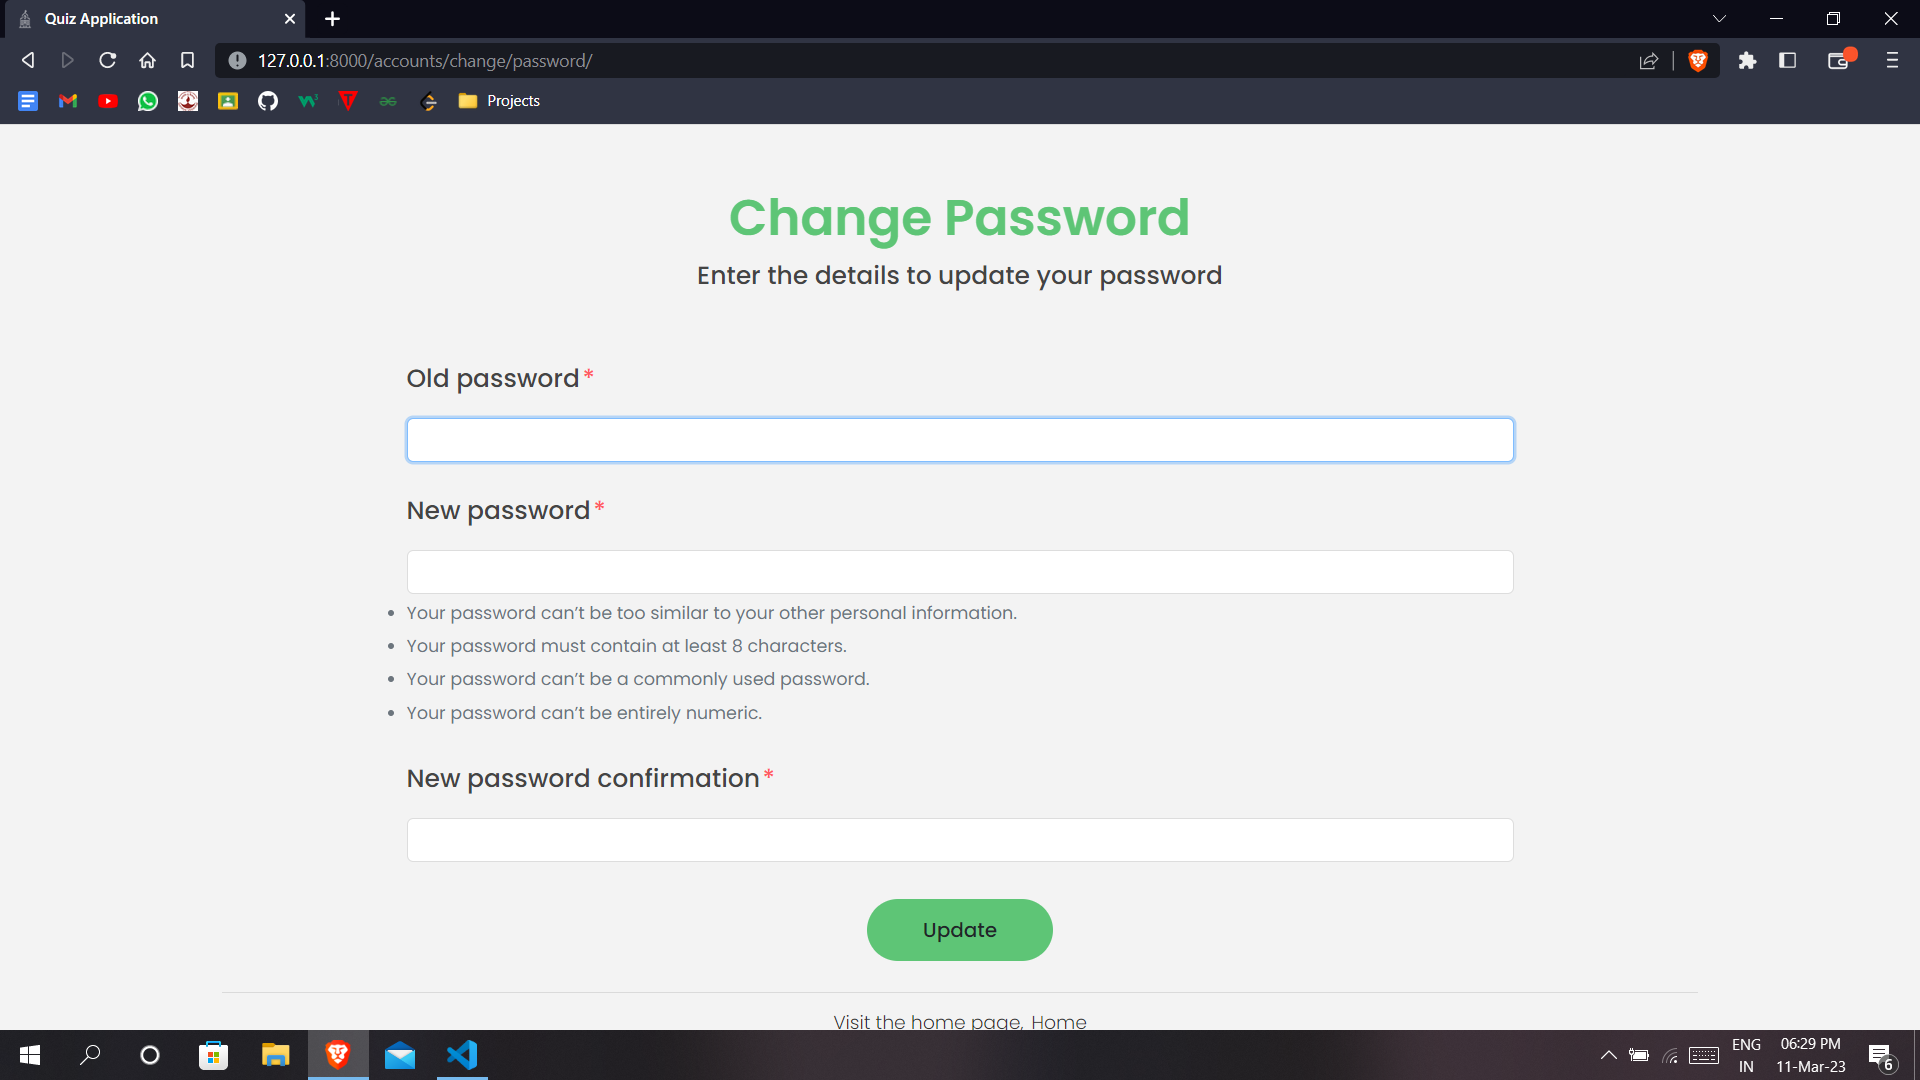 Quiz Application
127.0.0.1:8000/accounts/change/password/
Projects
Change Password
Enter the details to update your password
Old password*
New password*
• Your password can’t be too similar to your other personal information.
• Your password must contain at least 8 characters.
• Your password can’t be a commonly used password.
• Your password can’t be entirely numeric.
New password confirmation*
Update
Visit the home page, Home
ENG
IN
06:29 PM
11-Mar-23
6